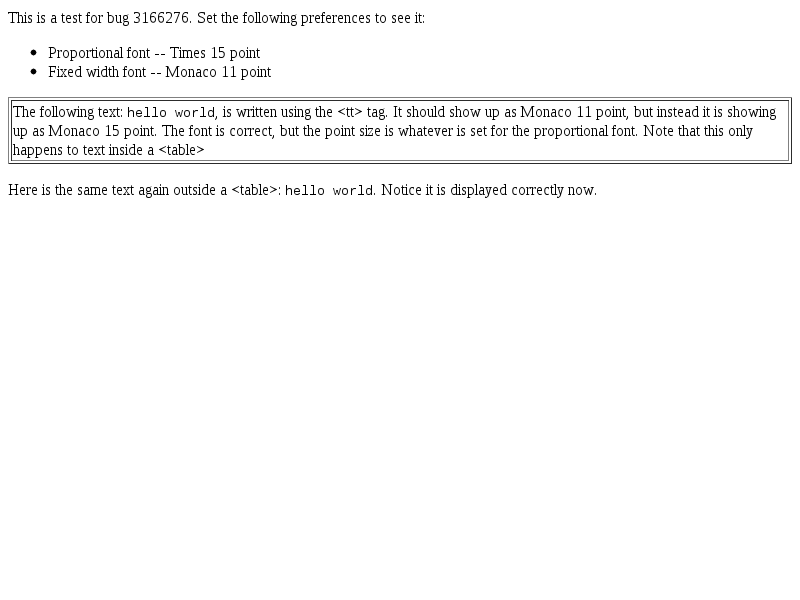 This is a test for bug 3166276. Set the following preferences to see it:
Proportional font -- Times 15 point
Fixed width font -- Monaco 11 point
The following text: hello world, is written using the <tt> tag. It should show up as Monaco 11 point, but instead it is showing
up as Monaco 15 point. The font is correct, but the point size is whatever is set for the proportional font. Note that this only
happens to text inside a <table>
Here is the same text again outside a <table>: hello world. Notice it is displayed correctly now.